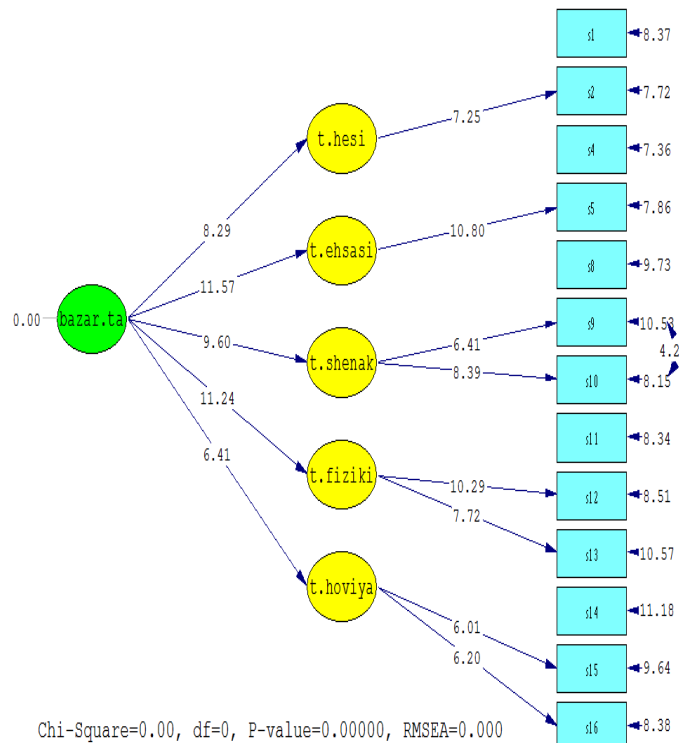 s1
8.37
s2
7.72
t.hesi
7.25
s4
7.36
8.29
s5
7.86
t.ehsasi
10.80
s8
9.73
11.57
0.00
bazar.ta
s9
10.53
9.60
6.41
4.2
t.shenak
8.39
s10
8.15
11.24
s11
8.34
6.41
t.fiziki
10.29
s12
8.51
7.72
s13
10.57
t.hoviya
s14
11.18
6.01
s15
9.64
6.20
s16
8.38
Chi-Square=0.00, df=0, P-value=0.00000, RMSEA=0.000